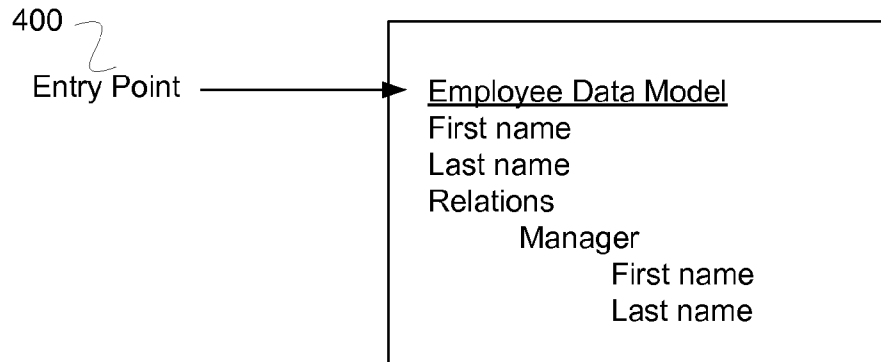 400
Entry Point
Employee Data Model
First name
Last name
Relations
Manager
First name
Last name